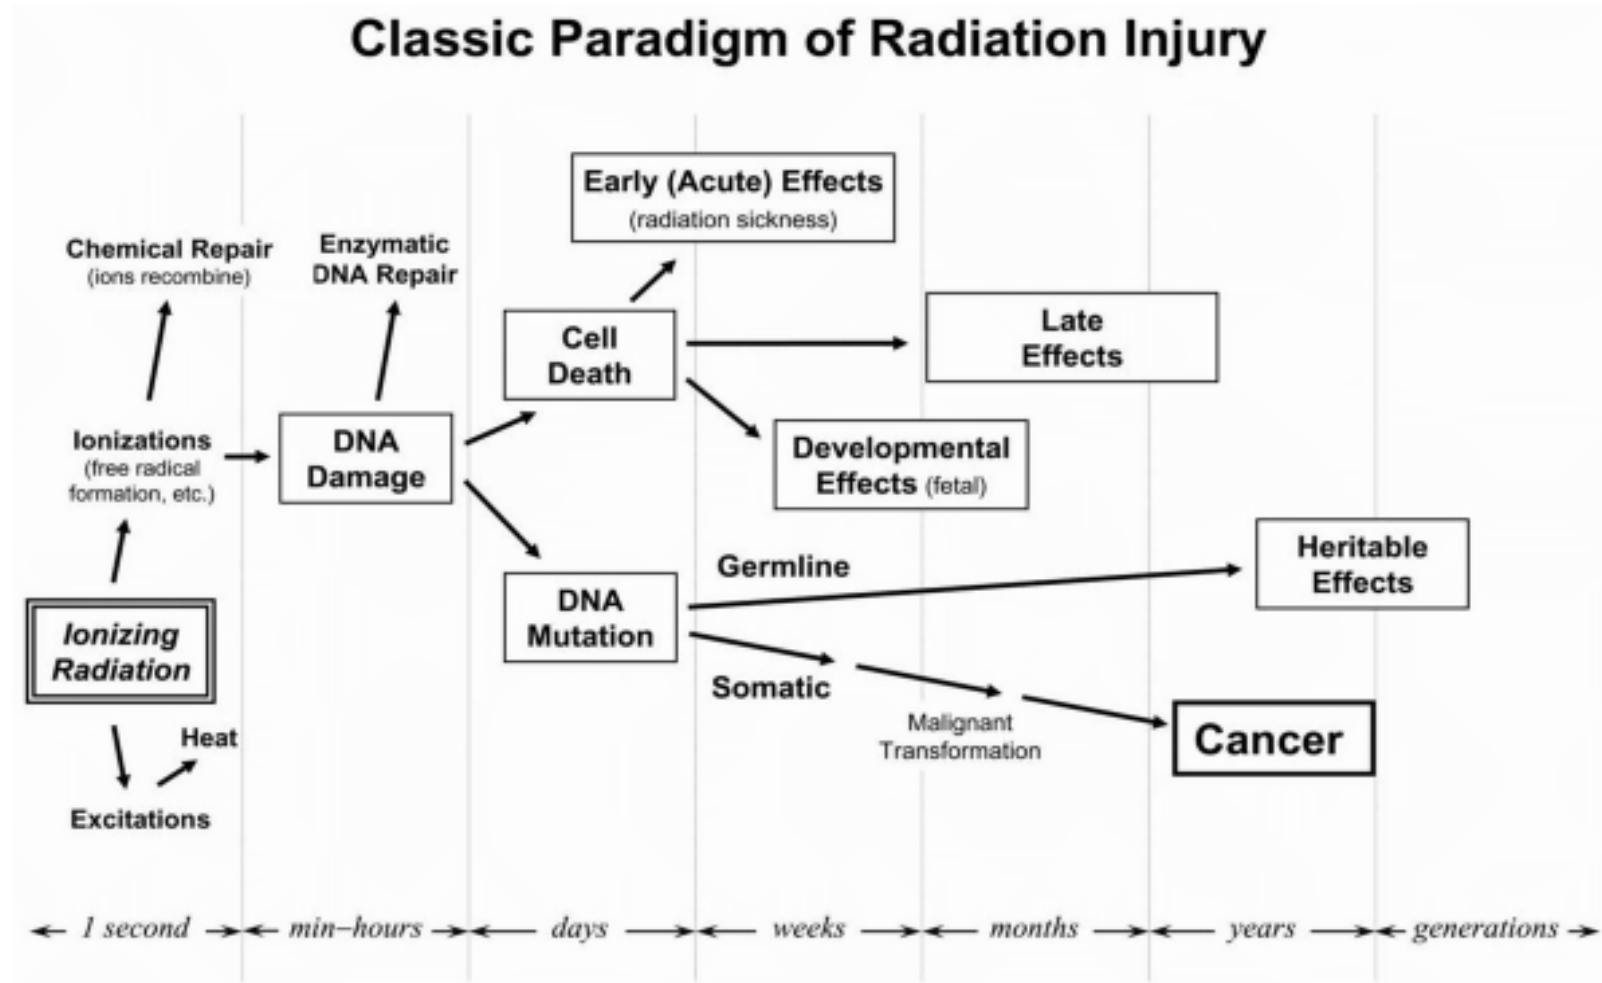 Classic Paradigm of Radiation Injury
Early (Acute) Effects
(radiation sickness)
Chemical Repair
(ions recombine)
Enzymatic
DNA Repair
Cell
Death
Late
Effects
Ionizations
(free radical
formation, etc.)
DNA
Damage
Developmental
Effects (fetal)
Germline
Heritable
Effects
Ionizing
Radiation
DNA
Mutation
Somatic
Malignant
Transformation
Cancer
Heat
Excitations
1 second
min-hours
days
weeks
months
years
generations